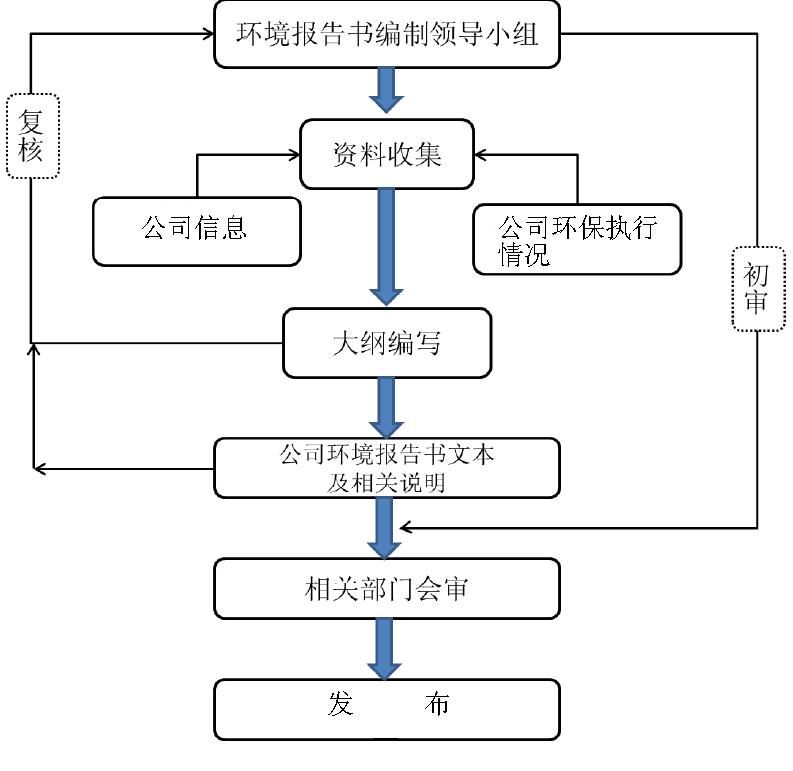 环境报告书编制领导小组
复
核
资料收集
公司信息
公司环保执行
情况
初
审
大纲编写
公司环境报告书文本
及相关说明
相关部门会审
发 布